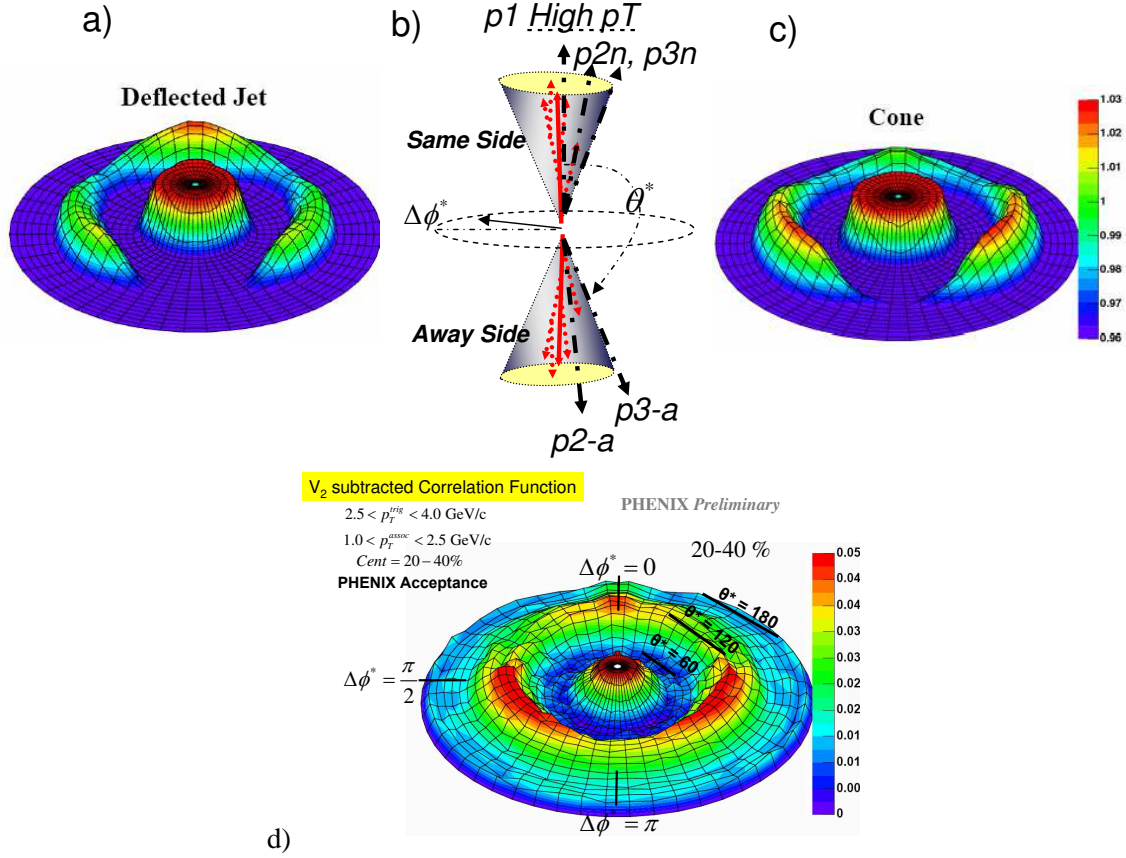 a)
Deflected Jet
b)
p1 High pT
p2n, p3n
Same Side
θ*
Δϕ*
Away Side
p3-a
p2-a
c)
Cone
1.03
1.02
1.01
1
0.99
0.98
0.97
0.96
V2 subtracted Correlation Function
2.5 < p_T^trig < 4.0 GeV/c
1.0 < p_T^assoc < 2.5 GeV/c
Cent = 20 – 40%
PHENIX Acceptance
PHENIX Preliminary
20-40 %
Δϕ* = 0
θ* = 180
θ* = 120
θ* = 60
Δϕ* = π/2
Δϕ* = π
0.05
0.04
0.04
0.03
0.03
0.02
0.02
0.01
0.01
0.00
0
d)